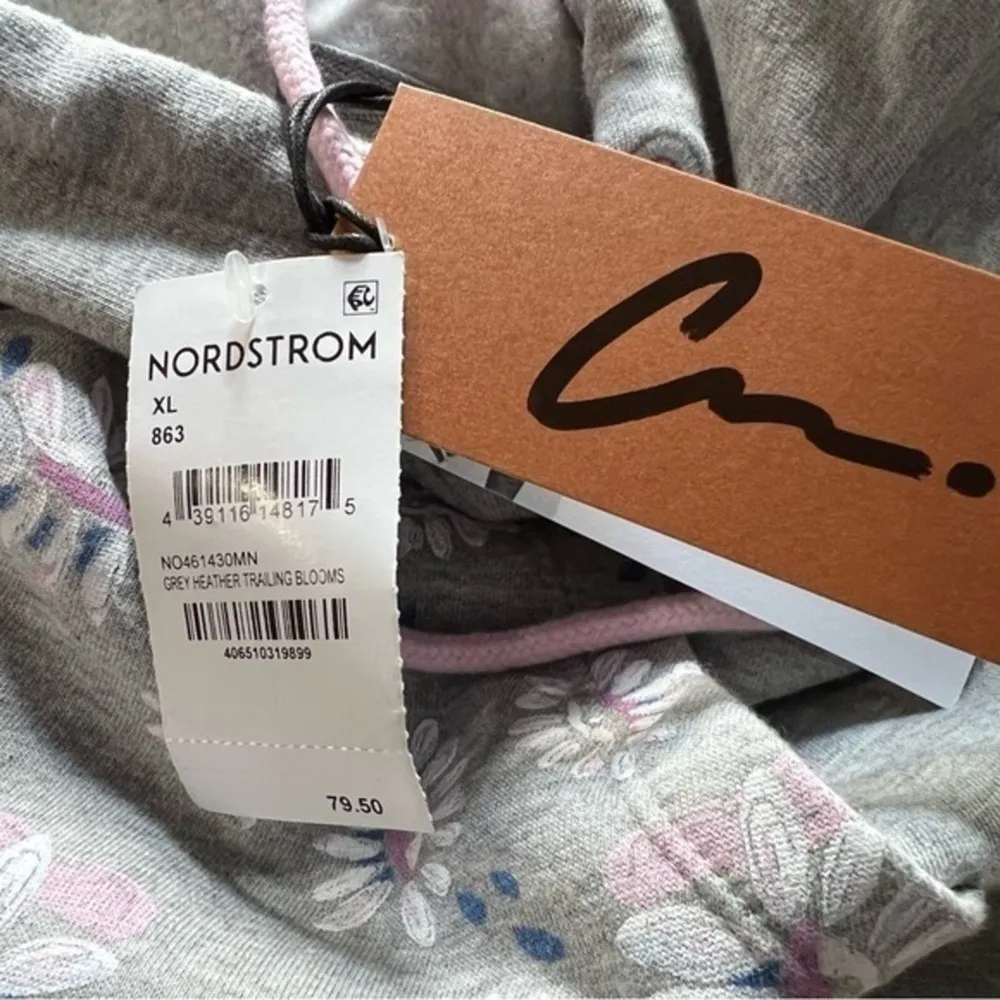 NORDSTROM
XL
863
4 39116 14817 5
NO461430MN
GREY HEATHER TRAILING BLOOMS
406510319899
79.50